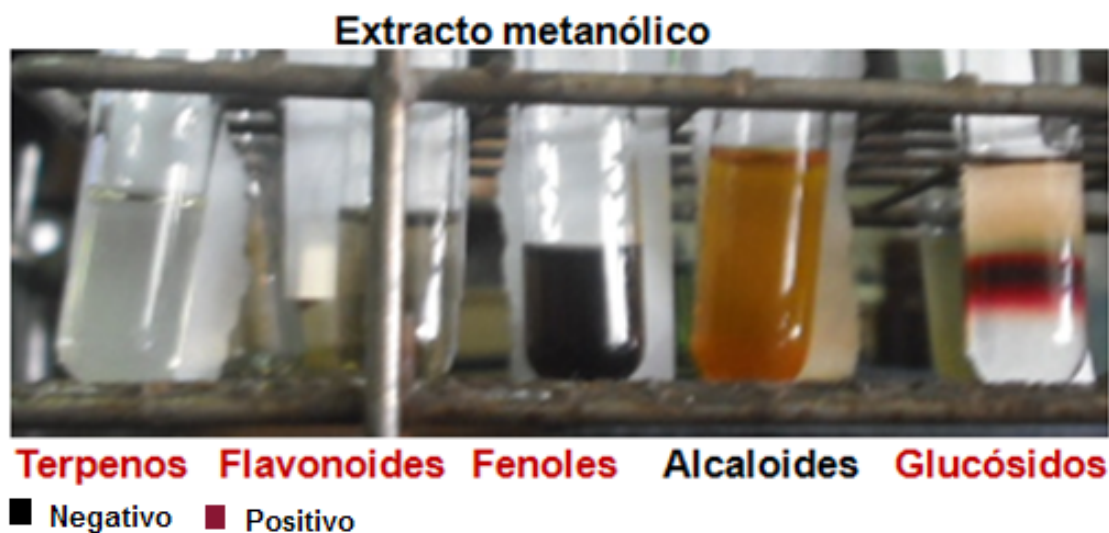 Extracto metanólico
Terpenos Flavonoides Fenoles Alcaloides Glucósidos
Negativo Positivo